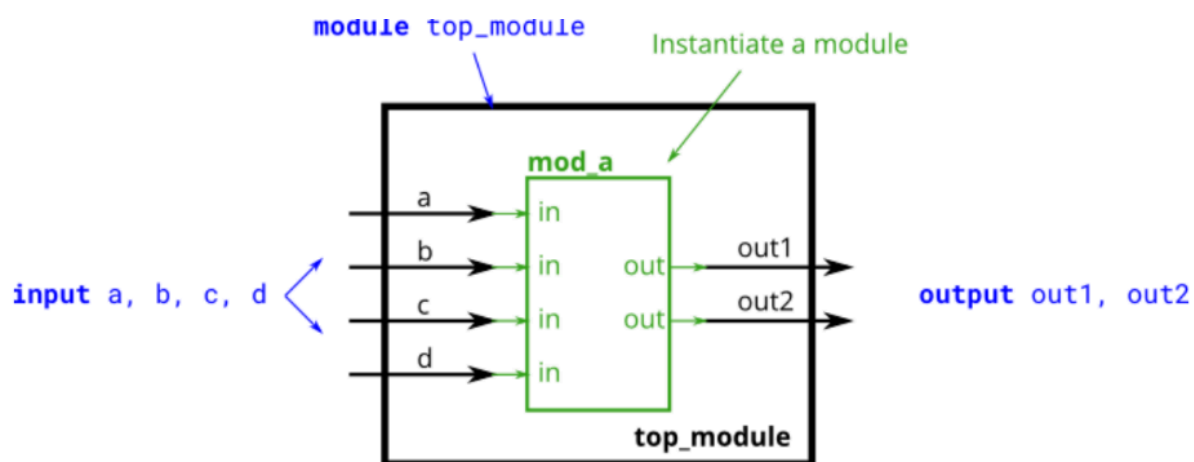 module top_module
Instantiate a module
mod_a
a
in
b
in
out
out1
input a, b, c, d
output out1, out2
c
in
out
out2
d
in
top_module